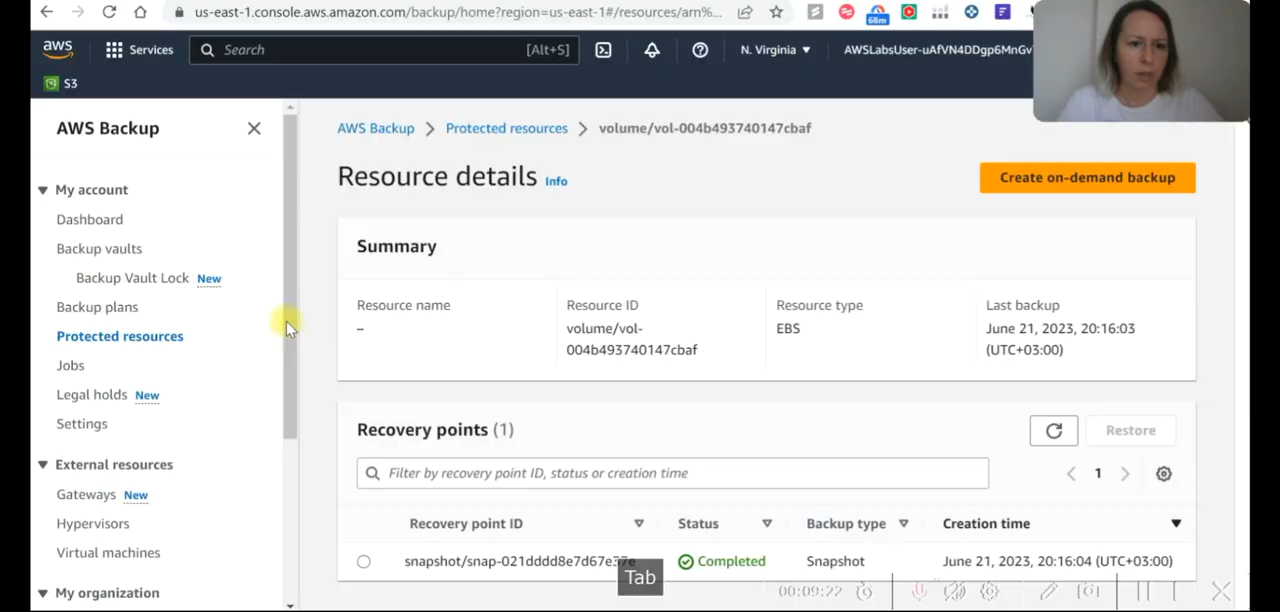 us-east-1.console.aws.amazon.com/backup/home?region=us-east-1#/resources/arn%...
68m
aws
Services
Search
[Alt+S]
N. Virginia
AWSLabsUser-uAfVN4DDgp6MnGv
S3
AWS Backup
My account
Dashboard
Backup vaults
Backup Vault Lock New
Backup plans
Protected resources
Jobs
Legal holds New
Settings
External resources
Gateways New
Hypervisors
Virtual machines
My organization
AWS Backup > Protected resources > volume/vol-004b493740147cbaf
Resource details Info
Create on-demand backup
Summary
Resource name
–
Resource ID
volume/vol-
004b493740147cbaf
Resource type
EBS
Last backup
June 21, 2023, 20:16:03
(UTC+03:00)
Recovery points (1)
Restore
Filter by recovery point ID, status or creation time
1
Recovery point ID Status Backup type Creation time
snapshot/snap-021dddd8e7d67e37e Completed Snapshot June 21, 2023, 20:16:04 (UTC+03:00)
Tab
00:09:22